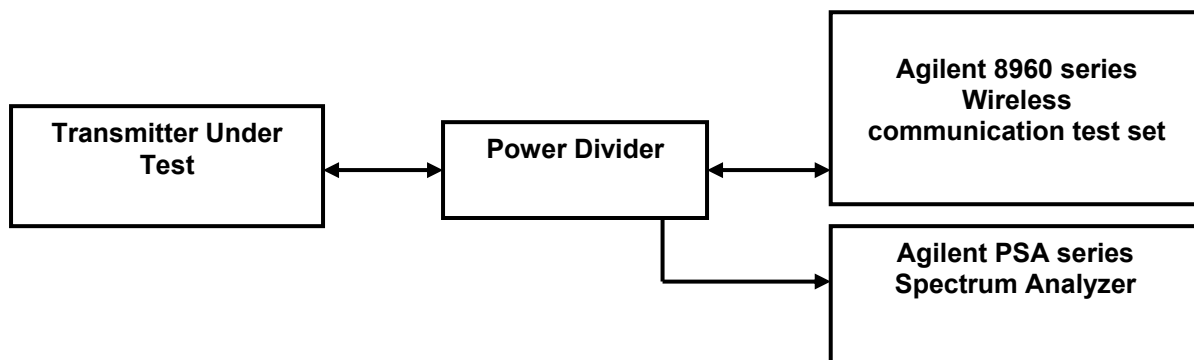 Transmitter Under
Test
Power Divider
Agilent 8960 series
Wireless
communication test set
Agilent PSA series
Spectrum Analyzer